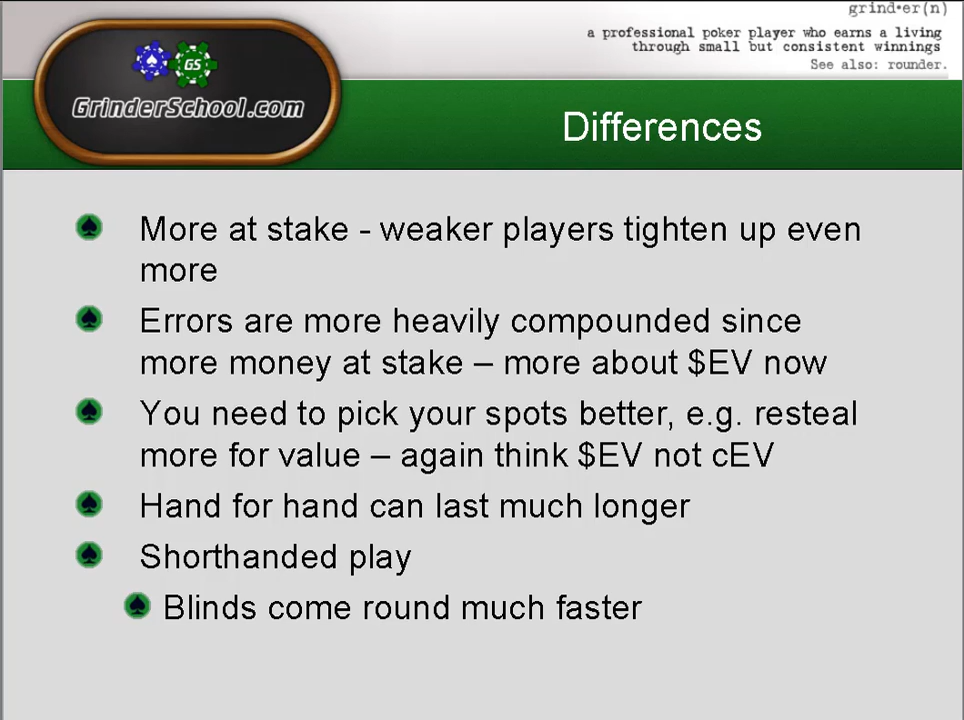 grind•er(n)
a professional poker player who earns a living
through small but consistent winnings
See also: rounder.
GS
GrinderSchool.com
Differences
More at stake - weaker players tighten up even
more
Errors are more heavily compounded since
more money at stake – more about $EV now
You need to pick your spots better, e.g. resteal
more for value – again think $EV not cEV
Hand for hand can last much longer
Shorthanded play
Blinds come round much faster